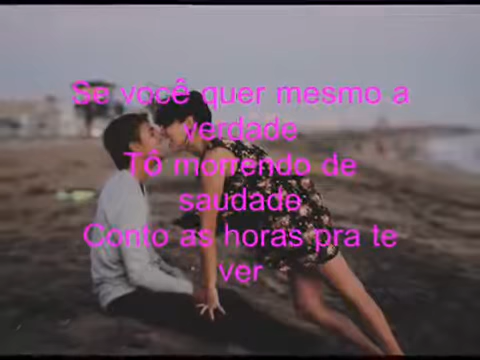 Se você quer mesmo a
verdade
Tô morrendo de
saudade
Conto as horas pra te
ver